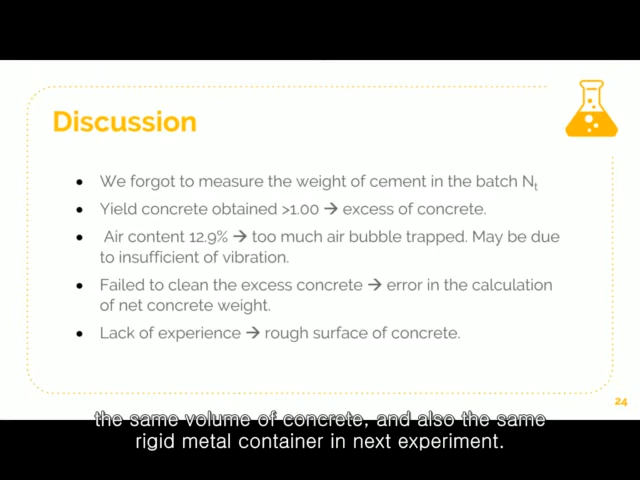 Discussion
• We forgot to measure the weight of cement in the batch Nt
• Yield concrete obtained >1.00 → excess of concrete.
• Air content 12.9% → too much air bubble trapped. May be due
to insufficient of vibration.
• Failed to clean the excess concrete → error in the calculation
of net concrete weight.
• Lack of experience → rough surface of concrete.
24
the same volume of concrete, and also the same
rigid metal container in next experiment.